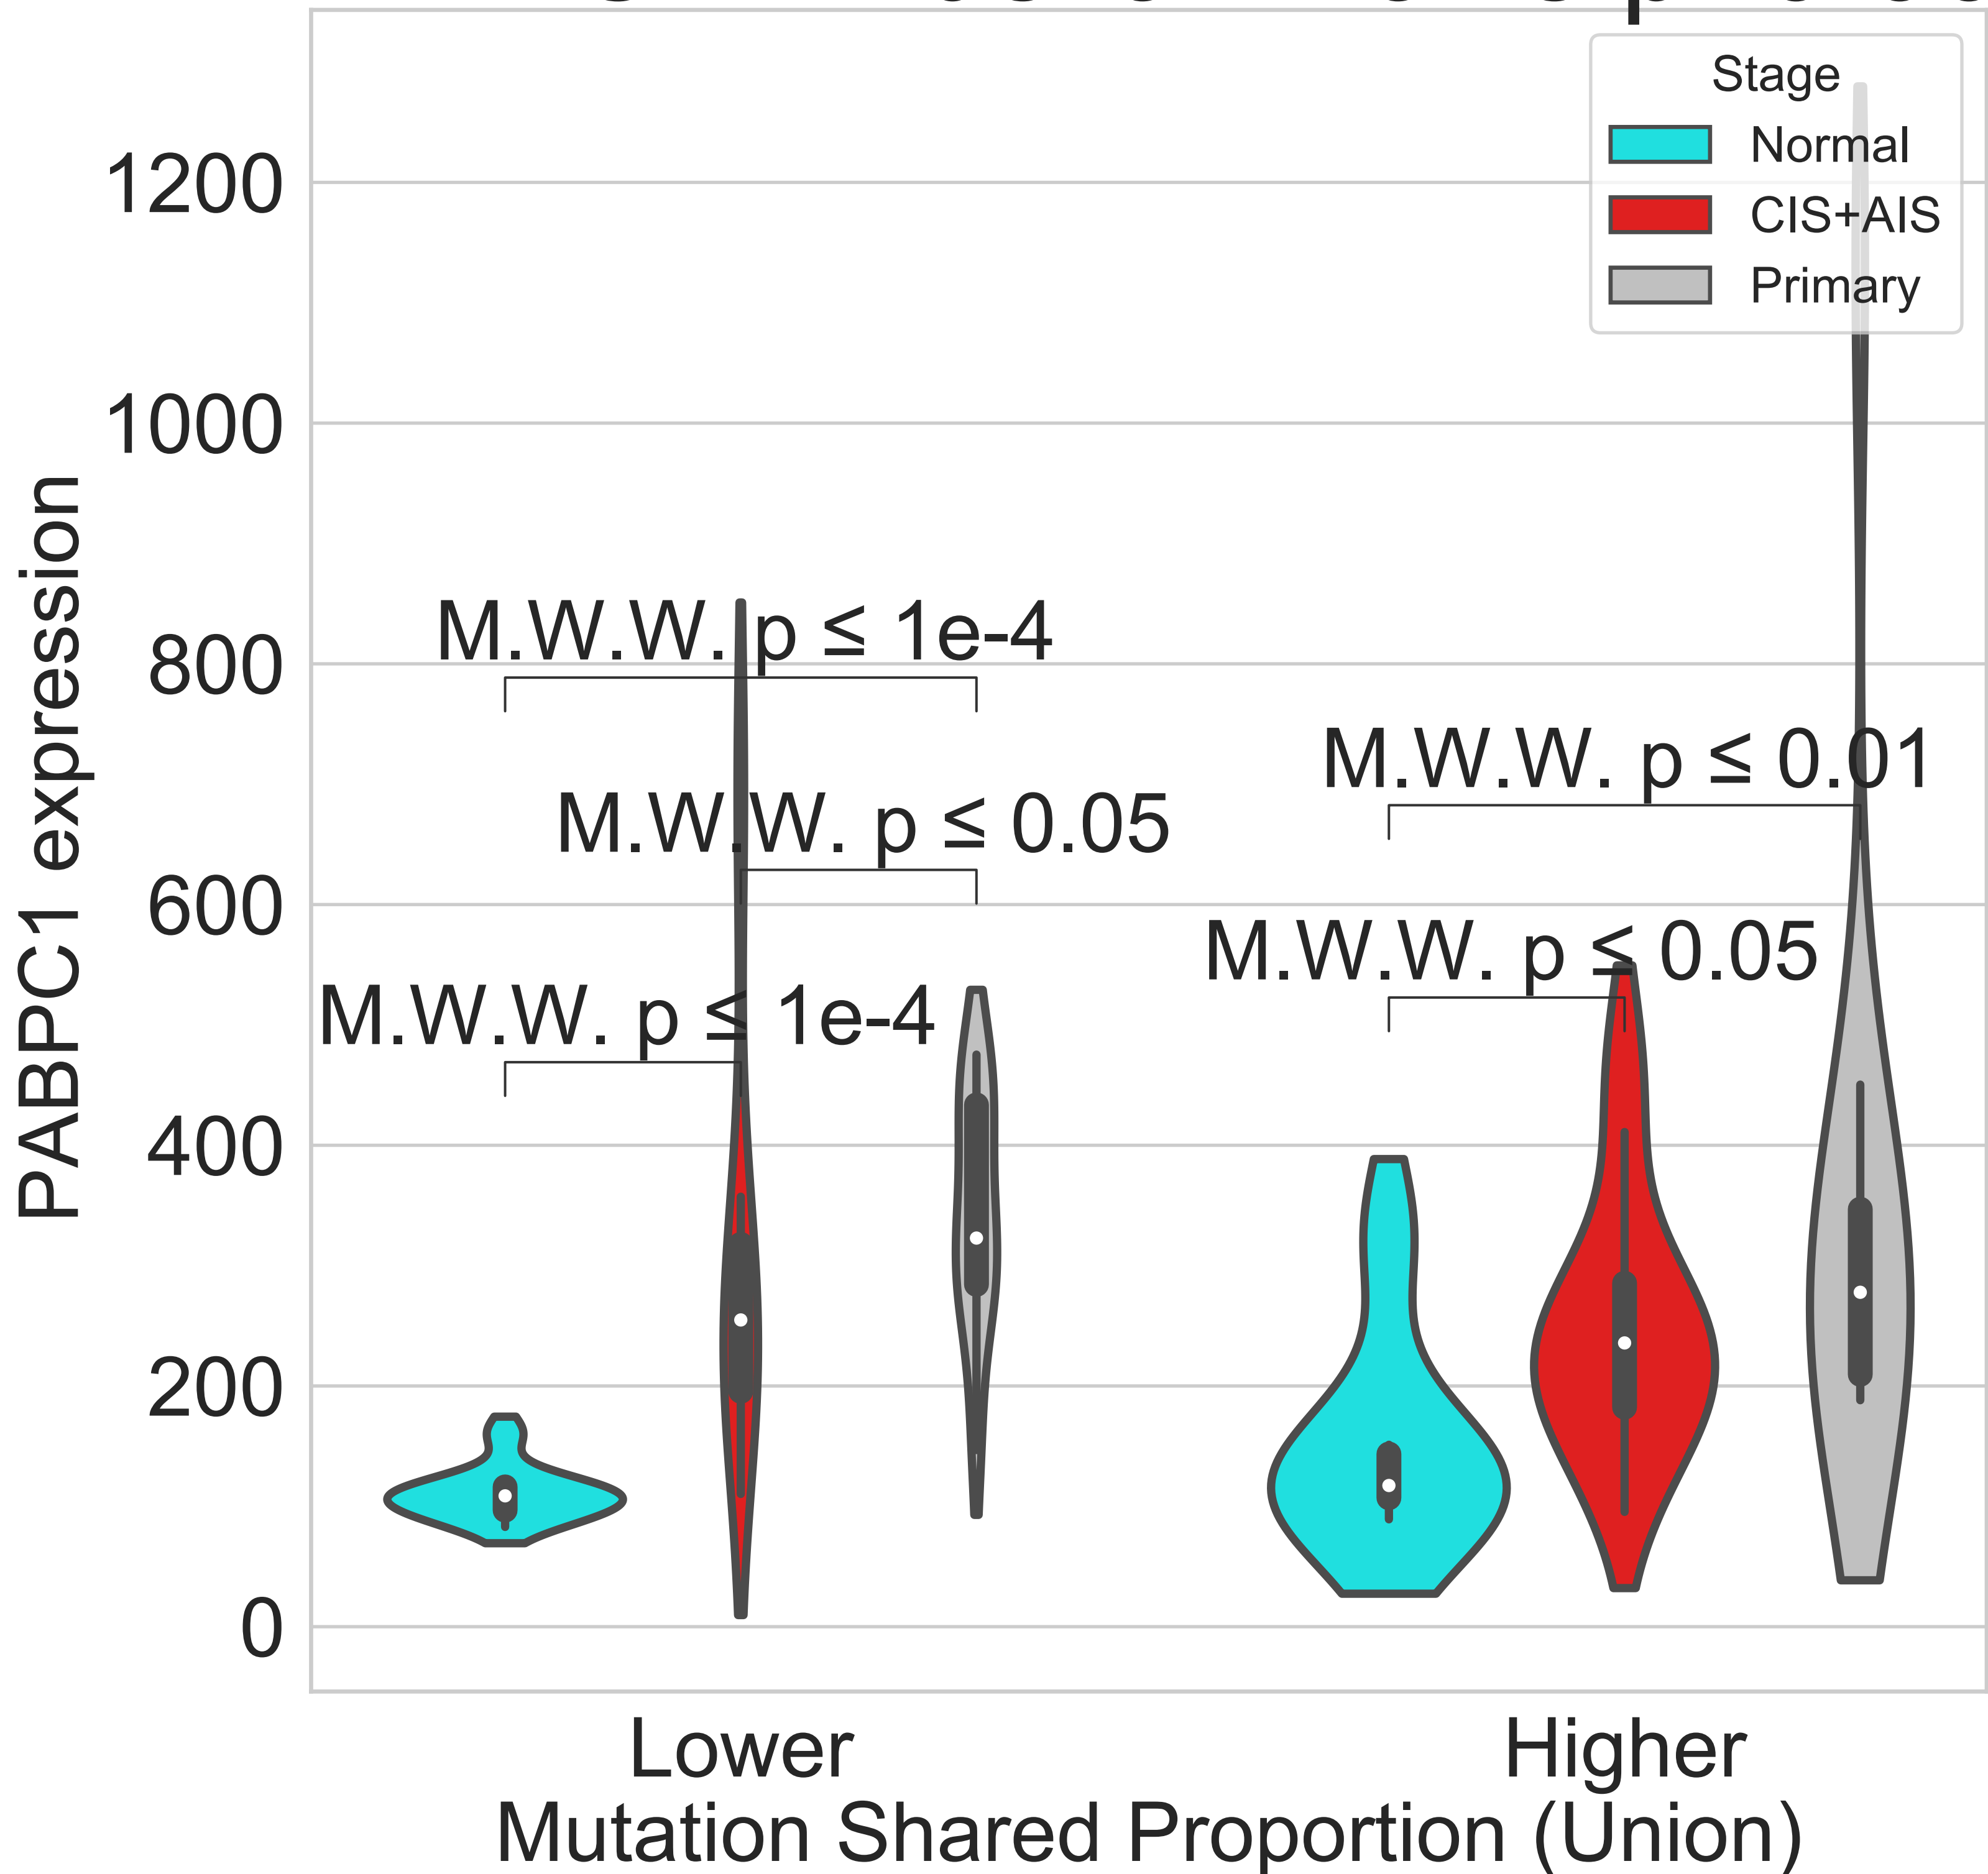 Stage
Normal
CIS+AIS
Primary
1200
1000
800
600
400
200
0
PABPC1 expression
M.W.W. p ≤ 1e-4
M.W.W. p ≤ 0.05
M.W.W. p ≤ 1e-4
M.W.W. p ≤ 0.01
M.W.W. p ≤ 0.05
Lower
Higher
Mutation Shared Proportion (Union)